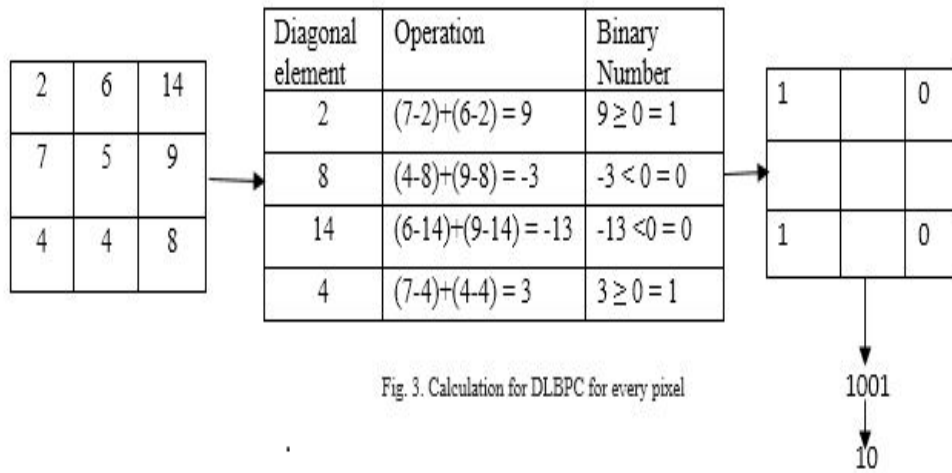 2 6 14
7 5 9
4 4 8
Diagonal element Operation Binary Number
2 (7-2)+(6-2) = 9 9 ≥ 0 = 1
8 (4-8)+(9-8) = -3 -3 < 0 = 0
14 (6-14)+(9-14) = -13 -13 <0 = 0
4 (7-4)+(4-4) = 3 3 ≥ 0 = 1
1 0
1 0
1001
10
Fig. 3. Calculation for DLBPC for every pixel